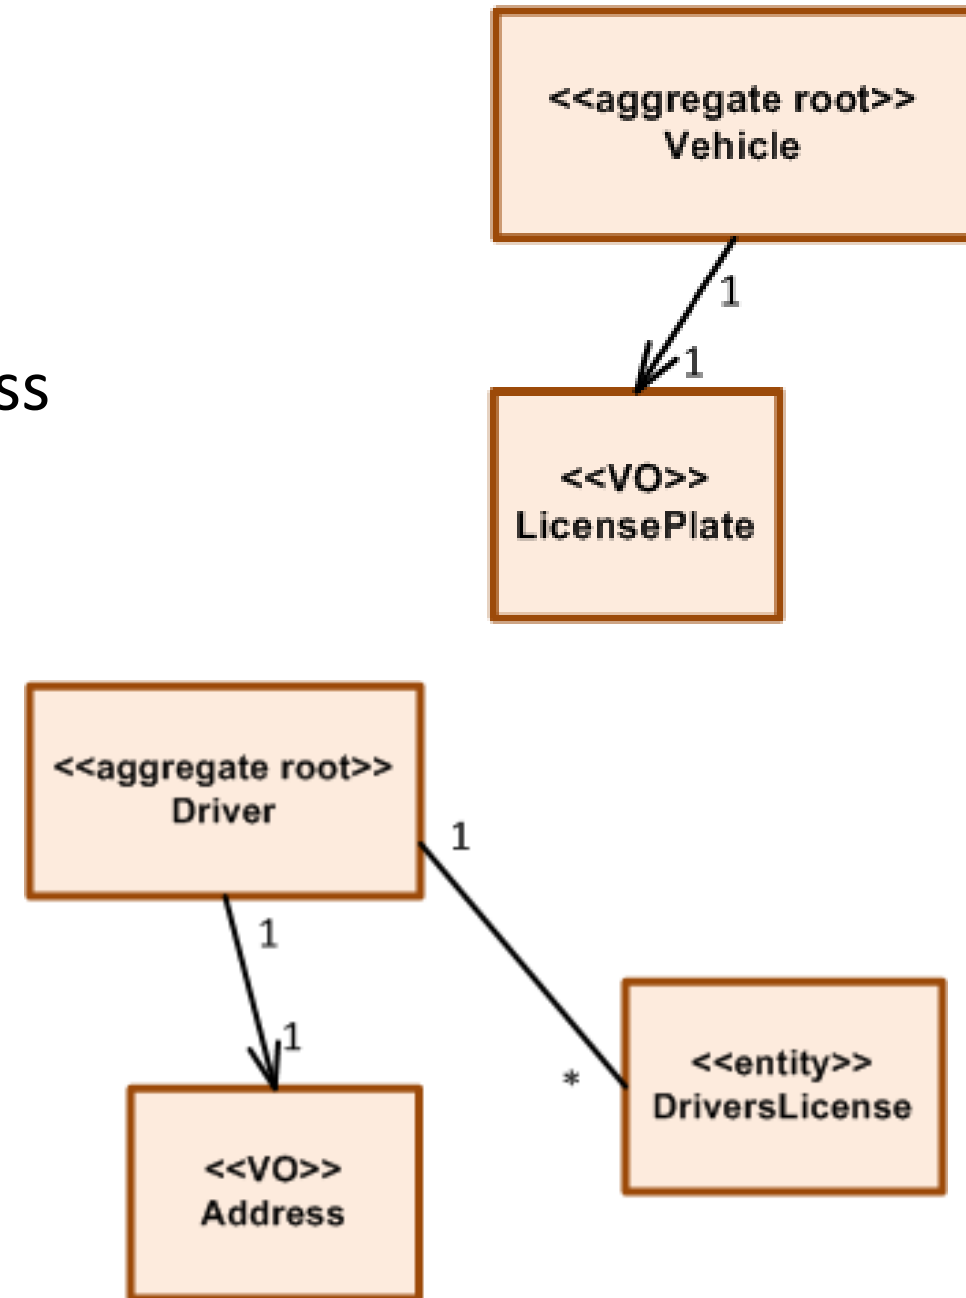 <<aggregate root>>
Vehicle
1
1
ss
<<VO>>
LicensePlate
<<aggregate root>>
Driver
1
1
1
*
<<entity>>
DriversLicense
<<VO>>
Address